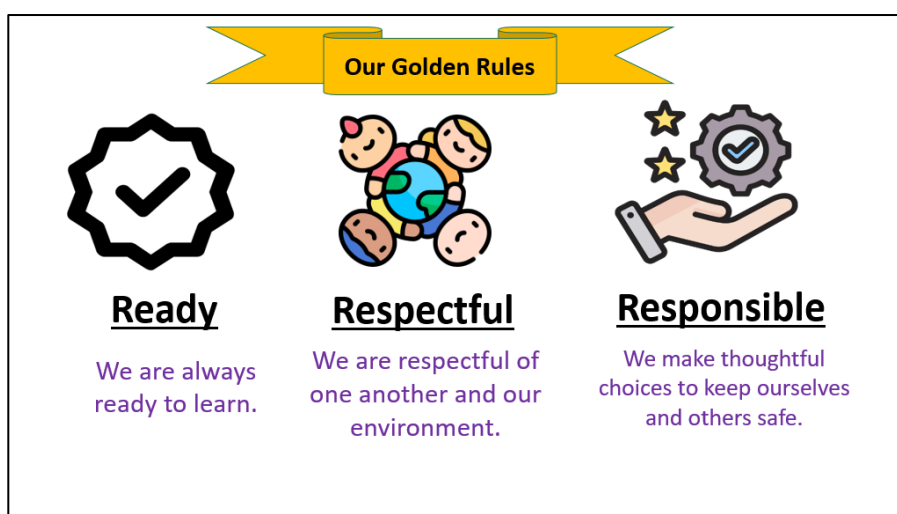 Our Golden Rules
Ready
We are always
ready to learn.
Respectful
We are respectful of
one another and our
environment.
Responsible
We make thoughtful
choices to keep ourselves
and others safe.